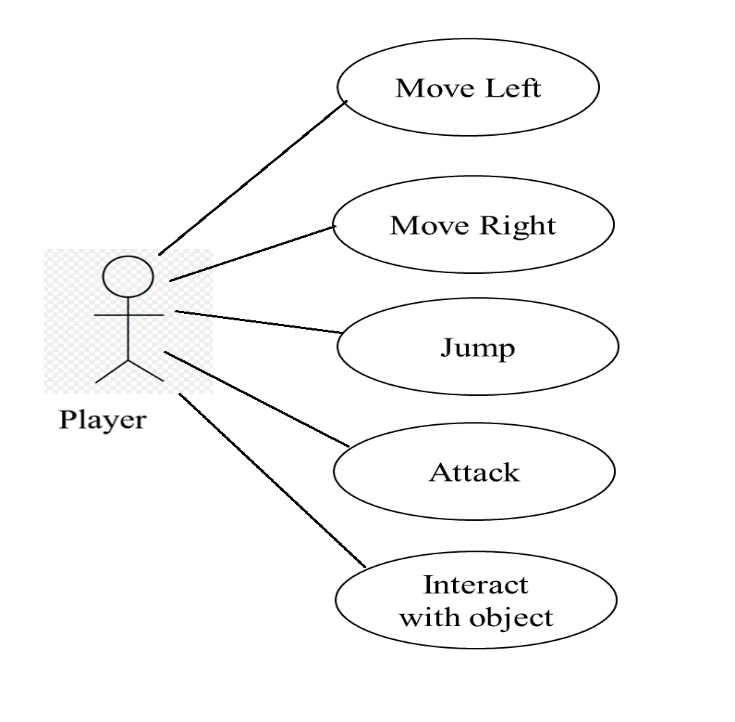 Move Left
Move Right
Jump
Player
Attack
Interact
with object